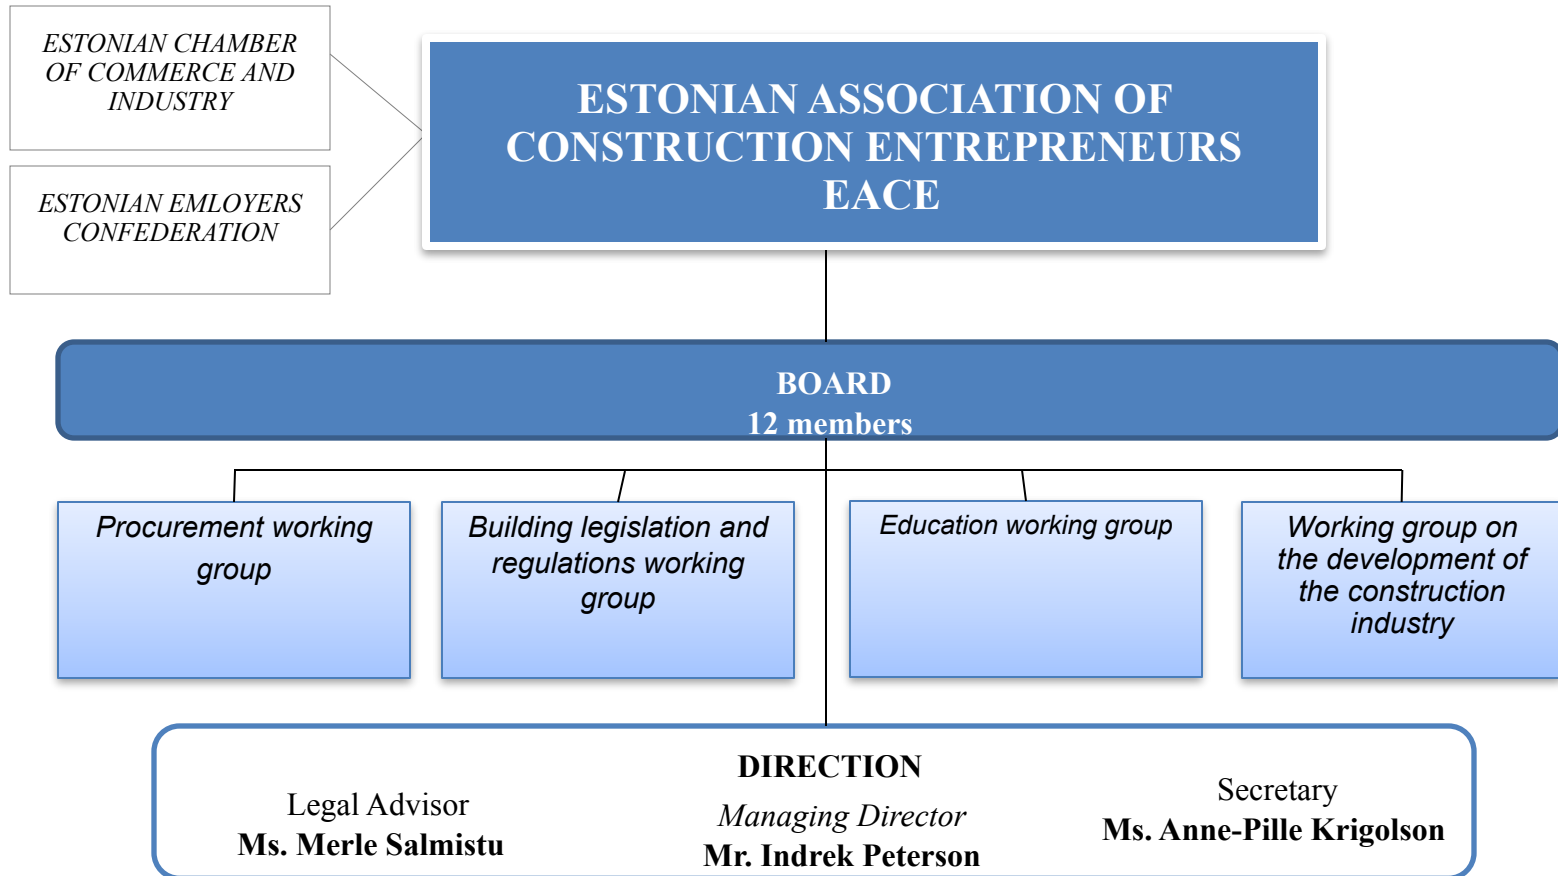 ESTONIAN CHAMBER
OF COMMERCE AND
INDUSTRY
ESTONIAN EMLOYERS
CONFEDERATION
ESTONIAN ASSOCIATION OF
CONSTRUCTION ENTREPRENEURS
EACE
BOARD
12 members
Procurement working
group
Building legislation and
regulations working
group
Education working group
Working group on
the development of
the construction
industry
DIRECTION
Legal Advisor
Ms. Merle Salmistu
Managing Director
Mr. Indrek Peterson
Secretary
Ms. Anne-Pille Krigolson